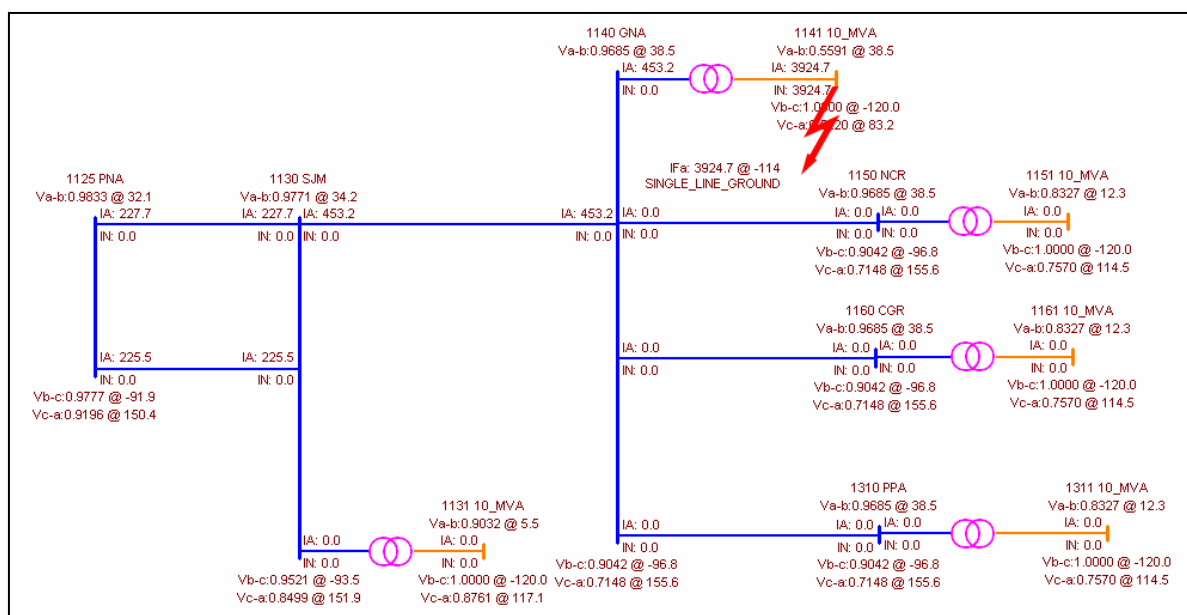 1140 GNA
Va-b:0.9685 @ 38.5
IA: 453.2
IN: 0.0
1141 10_MVA
Va-b:0.5591 @ 38.5
IA: 3924.7
IN: 3924.7
Vb-c:1.0000 @ -120.0
@ 83.2
IFa: 3924.7 @ -114
SINGLE_LINE_GROUND
1125 PNA
Va-b:0.9833 @ 32.1
IA: 227.7
IN: 0.0
1130 SJM
Va-b:0.9771 @ 34.2
IA: 227.7
IN: 0.0
IA: 453.2
IN: 0.0
IA: 453.2
IN: 0.0
IA: 0.0
IN: 0.0
1150 NCR
Va-b:0.9685 @ 38.5
IA: 0.0
IN: 0.0
IA: 0.0
IN: 0.0
Vb-c:0.9042 @ -96.8
Vc-a:0.7148 @ 155.6
1151 10_MVA
Va-b:0.8327 @ 12.3
IA: 0.0
IN: 0.0
Vb-c:1.0000 @ -120.0
Vc-a:0.7570 @ 114.5
IA: 225.5
IN: 0.0
Vb-c:0.9777 @ -91.9
Vc-a:0.9196 @ 150.4
IA: 225.5
IN: 0.0
IA: 0.0
IN: 0.0
1160 CGR
Va-b:0.9685 @ 38.5
IA: 0.0
IN: 0.0
IA: 0.0
IN: 0.0
Vb-c:0.9042 @ -96.8
Vc-a:0.7148 @ 155.6
1161 10_MVA
Va-b:0.8327 @ 12.3
IA: 0.0
IN: 0.0
Vb-c:1.0000 @ -120.0
Vc-a:0.7570 @ 114.5
IA: 0.0
IN: 0.0
Vb-c:0.9521 @ -93.5
Vc-a:0.8499 @ 151.9
1131 10_MVA
Va-b:0.9032 @ 5.5
IA: 0.0
IN: 0.0
Vb-c:1.0000 @ -120.0
Vc-a:0.8761 @ 117.1
IA: 0.0
IN: 0.0
Vb-c:0.9042 @ -96.8
Vc-a:0.7148 @ 155.6
1310 PPA
Va-b:0.9685 @ 38.5
IA: 0.0
IN: 0.0
IA: 0.0
IN: 0.0
Vb-c:0.9042 @ -96.8
Vc-a:0.7148 @ 155.6
1311 10_MVA
Va-b:0.8327 @ 12.3
IA: 0.0
IN: 0.0
Vb-c:1.0000 @ -120.0
Vc-a:0.7570 @ 114.5